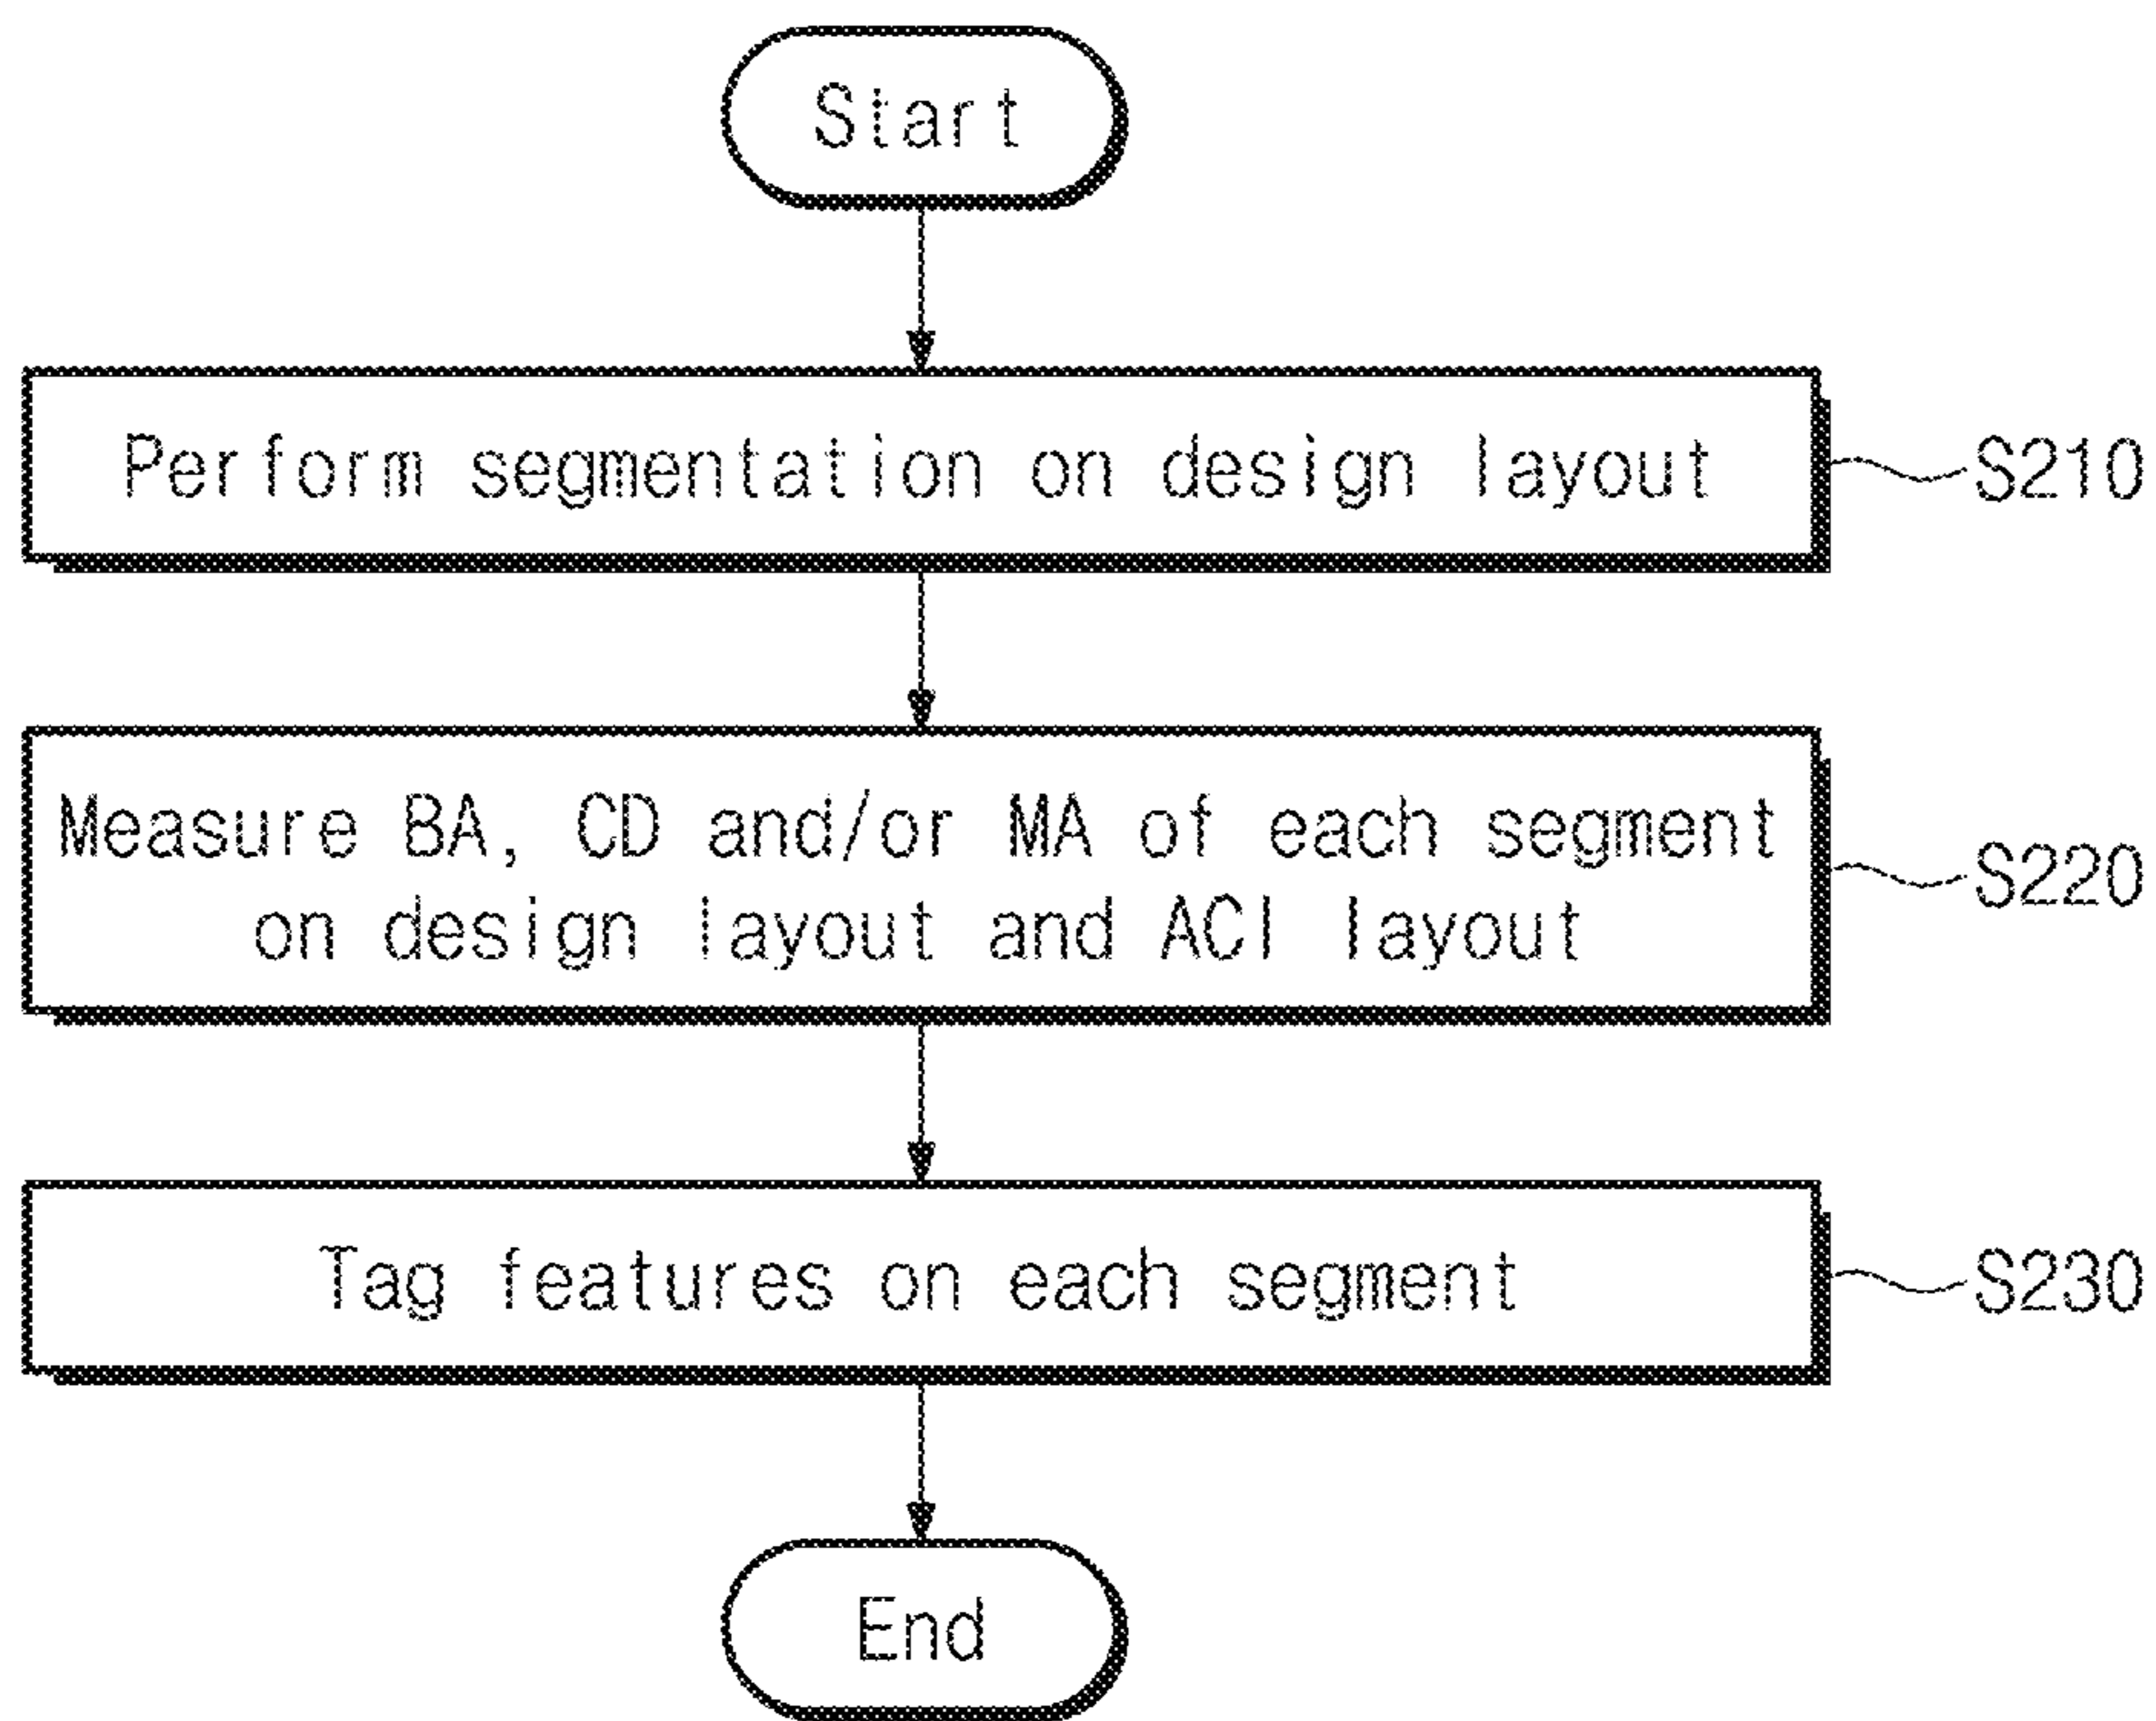 Start
Perform segmentation on design layout
S210
Measure BA, CD and/or MA of each segment
on design layout and ACI layout
S220
Tag features on each segment
S230
End